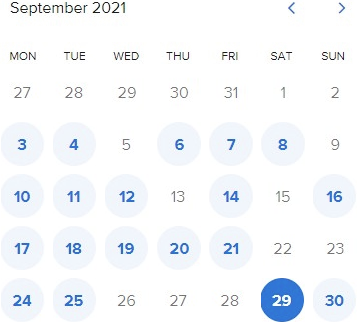 September 2021
MON TUE WED THU FRI SAT SUN
27 28 29 30 31 1 2
3 4 5 6 7 8 9
10 11 12 13 14 15 16
17 18 19 20 21 22 23
24 25 26 27 28 29 30